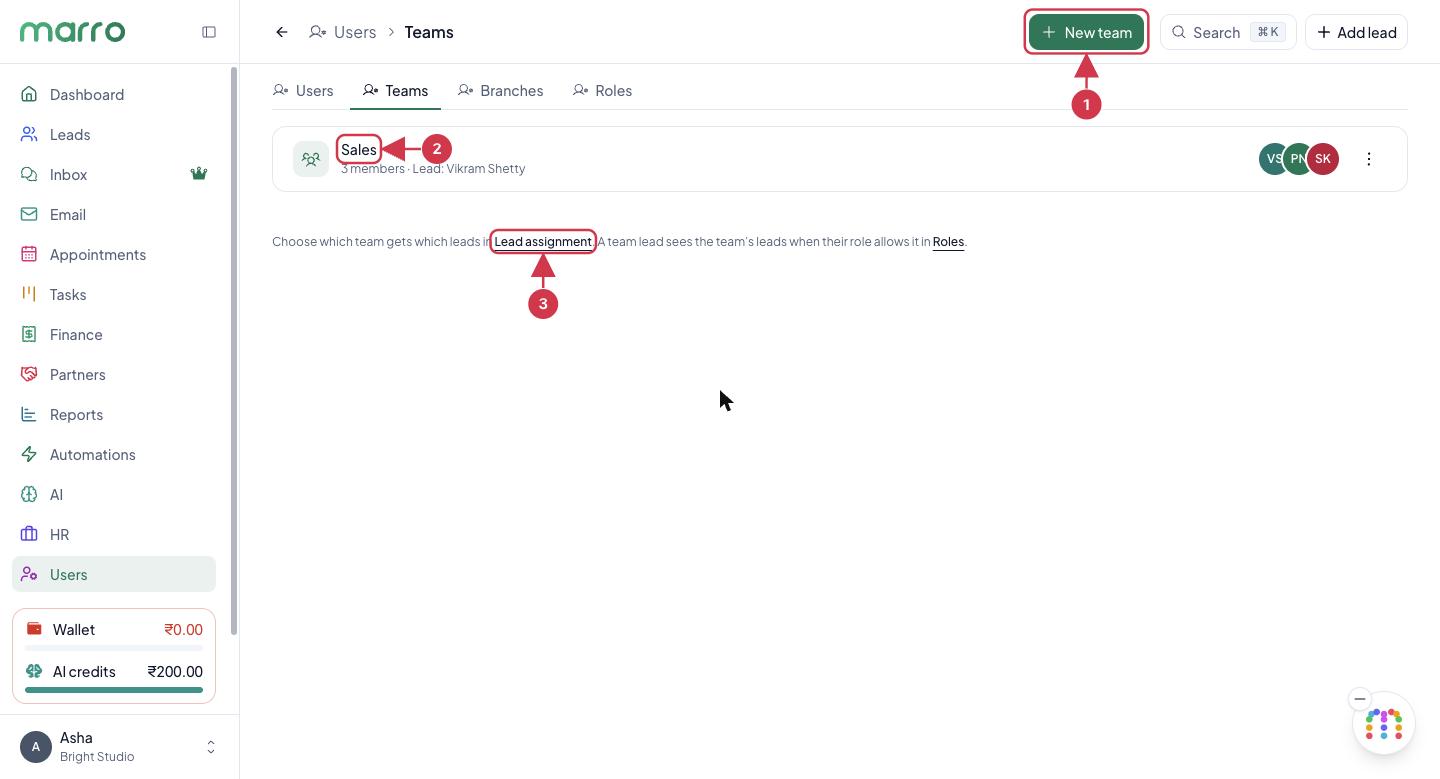 marro
Users > Teams
New team
Search ⌘ K
Add lead
1
Users
Teams
Branches
Roles
Sales
2
3 members · Lead: Vikram Shetty
VS
SK
Choose which team gets which leads in Lead assignment. A team lead sees the team's leads when their role allows it in Roles.
3
Dashboard
Leads
Inbox
Email
Appointments
Tasks
Finance
Partners
Reports
Automations
AI
HR
Users
Wallet ₹0.00
AI credits ₹200.00
A
Asha
Bright Studio